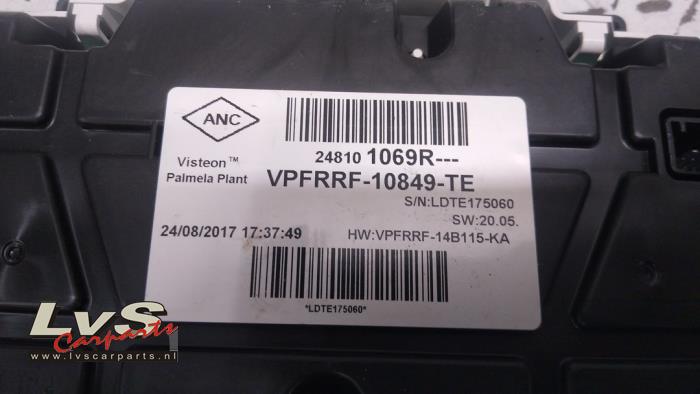 ANC
24810 1069R---
Visteon™
Palmela Plant
VPFRRF-10849-TE
S/N:LDTE175060
SW:20.05.
24/08/2017 17:37:49
HW:VPFRRF-14B115-KA
*LDTE175060*
LvS
Carparts
www.lvscarparts.nl